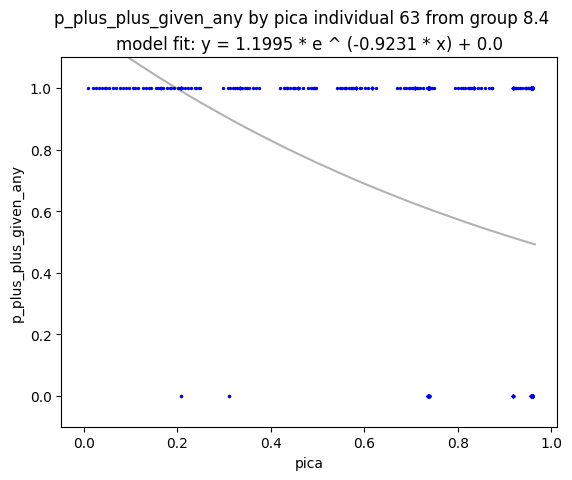 p_plus_plus_given_any by pica individual 63 from group 8.4
model fit: y = 1.1995 * e ^ (-0.9231 * x) + 0.0
p_plus_plus_given_any
1.0
0.8
0.6
0.4
0.2
0.0
0.0 0.2 0.4 0.6 0.8 1.0
pica